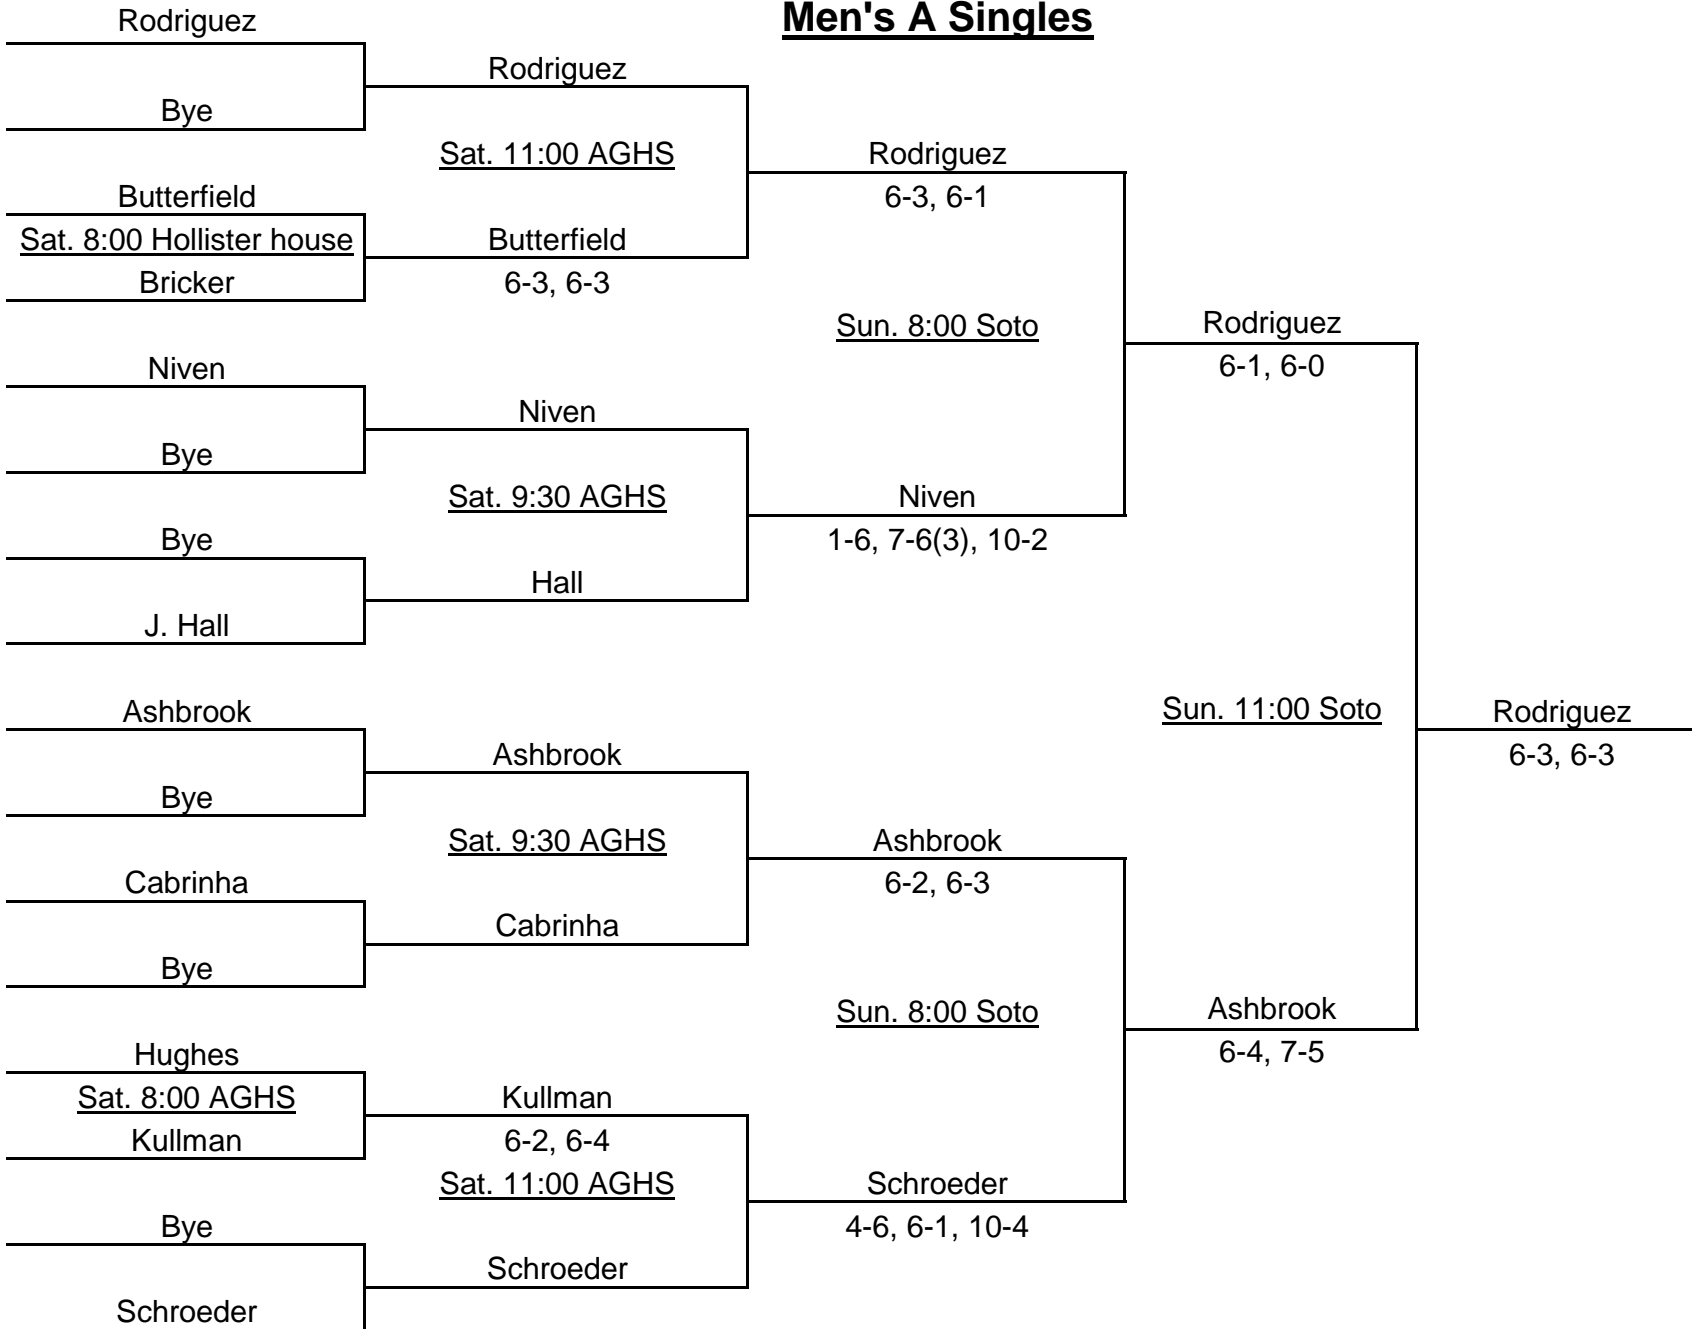 Men's A Singles
Rodriguez
Bye
Butterfield
Sat. 8:00 Hollister house
Bricker
Niven
Bye
Bye
J. Hall
Ashbrook
Bye
Cabrinha
Bye
Hughes
Sat. 8:00 AGHS
Kullman
Bye
Schroeder
Rodriguez
Sat. 11:00 AGHS
Butterfield
6-3, 6-3
Niven
Sat. 9:30 AGHS
Hall
Ashbrook
Sat. 9:30 AGHS
Cabrinha
Kullman
6-2, 6-4
Sat. 11:00 AGHS
Schroeder
Rodriguez
6-3, 6-1
Sun. 8:00 Soto
Niven
1-6, 7-6(3), 10-2
Ashbrook
6-2, 6-3
Sun. 8:00 Soto
Schroeder
4-6, 6-1, 10-4
Rodriguez
6-1, 6-0
Sun. 11:00 Soto
Ashbrook
6-4, 7-5
Rodriguez
6-3, 6-3